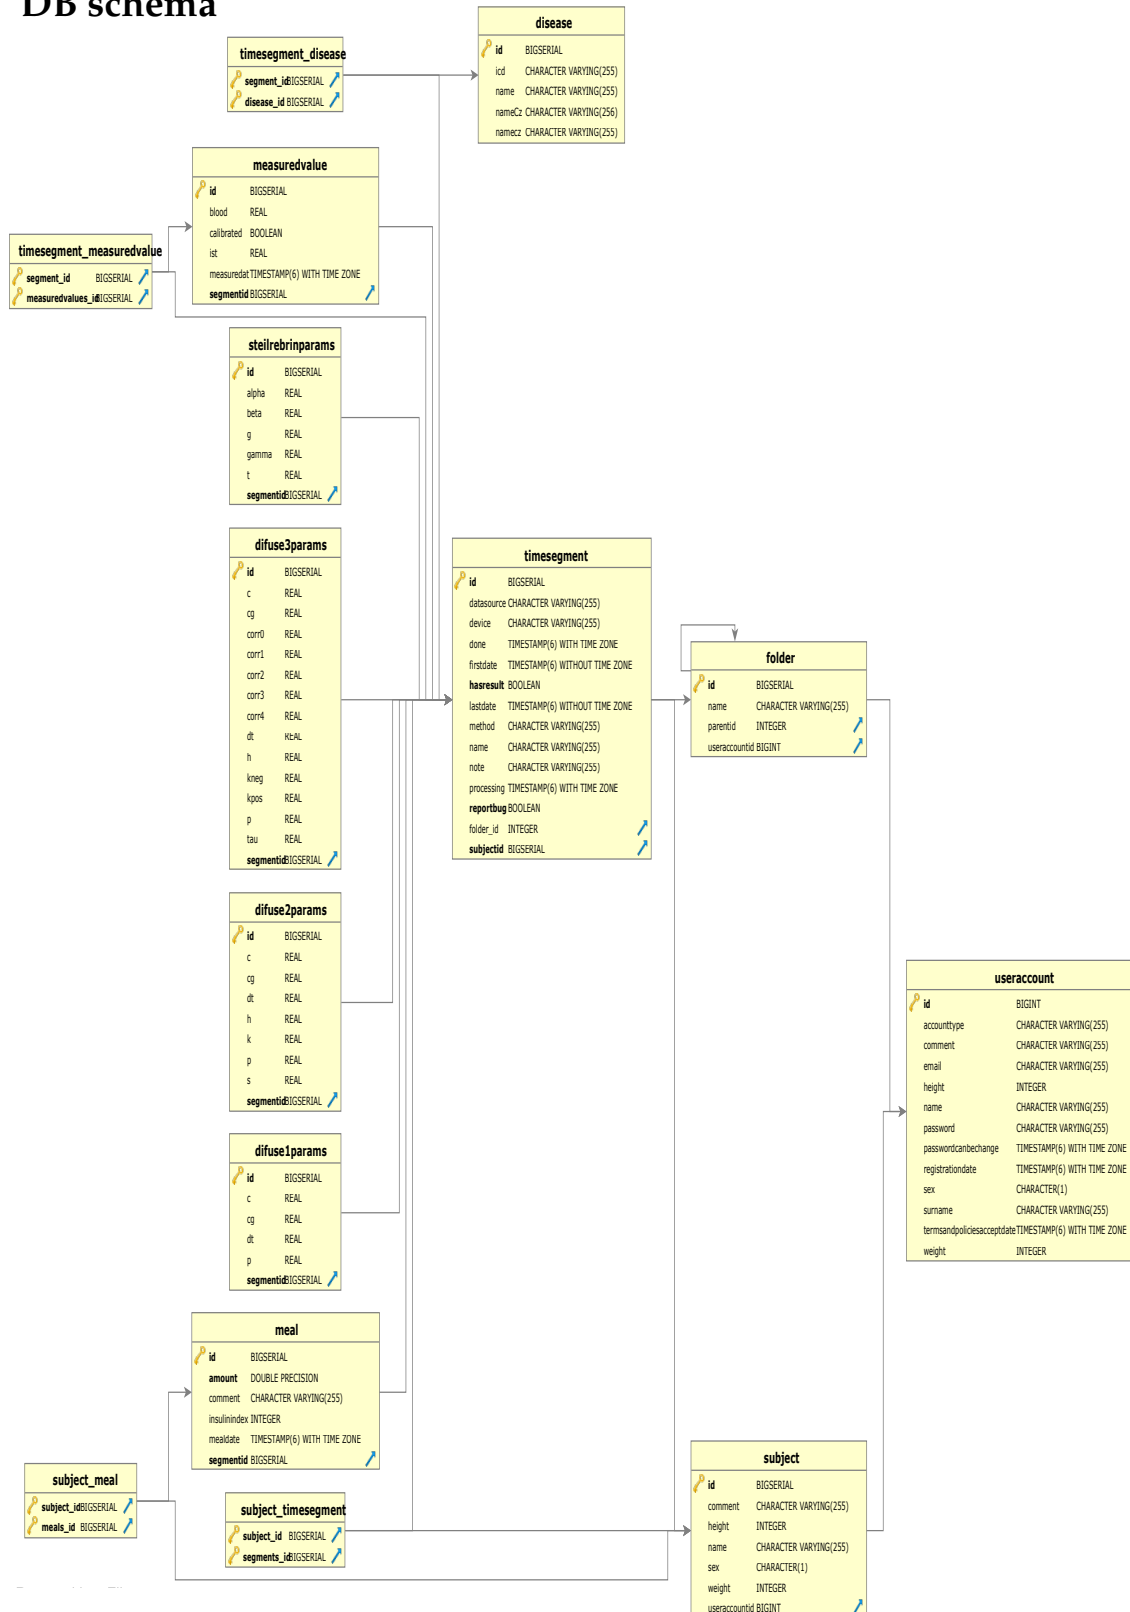 DB schema
disease
id BIGSERIAL
icd CHARACTER VARYING(255)
name CHARACTER VARYING(255)
nameCz CHARACTER VARYING(256)
namecz CHARACTER VARYING(255)
timesegment_disease
segment_id BIGSERIAL
disease_id BIGSERIAL
measuredvalue
id BIGSERIAL
blood REAL
calibrated BOOLEAN
ist REAL
measuredat TIMESTAMP(6) WITH TIME ZONE
segmentid BIGSERIAL
timesegment_measuredvalue
segment_id BIGSERIAL
measuredvalues_id BIGSERIAL
steilrebrinparams
id BIGSERIAL
alpha REAL
beta REAL
g REAL
gamma REAL
t REAL
segmentid BIGSERIAL
difuse3params
id BIGSERIAL
c REAL
cg REAL
corr0 REAL
corr1 REAL
corr2 REAL
corr3 REAL
corr4 REAL
dt REAL
h REAL
kneg REAL
kpos REAL
p REAL
tau REAL
segmentid BIGSERIAL
timesegment
id BIGSERIAL
datasource CHARACTER VARYING(255)
device CHARACTER VARYING(255)
done TIMESTAMP(6) WITH TIME ZONE
firstdate TIMESTAMP(6) WITHOUT TIME ZONE
hasresult BOOLEAN
lastdate TIMESTAMP(6) WITHOUT TIME ZONE
method CHARACTER VARYING(255)
name CHARACTER VARYING(255)
note CHARACTER VARYING(255)
processing TIMESTAMP(6) WITH TIME ZONE
reportbug BOOLEAN
folder_id INTEGER
subjectid BIGSERIAL
folder
id BIGSERIAL
name CHARACTER VARYING(255)
parentid INTEGER
useraccountid BIGINT
difuse2params
id BIGSERIAL
c REAL
cg REAL
dt REAL
h REAL
k REAL
p REAL
s REAL
segmentid BIGSERIAL
useraccount
id BIGINT
accounttype CHARACTER VARYING(255)
comment CHARACTER VARYING(255)
email CHARACTER VARYING(255)
height INTEGER
name CHARACTER VARYING(255)
password CHARACTER VARYING(255)
passwordcanbechange TIMESTAMP(6) WITH TIME ZONE
registrationdate TIMESTAMP(6) WITH TIME ZONE
sex CHARACTER(1)
surname CHARACTER VARYING(255)
termsandpoliciesacceptdate TIMESTAMP(6) WITH TIME ZONE
weight INTEGER
difuse1params
id BIGSERIAL
c REAL
cg REAL
dt REAL
p REAL
segmentid BIGSERIAL
meal
id BIGSERIAL
amount DOUBLE PRECISION
comment CHARACTER VARYING(255)
insulinindex INTEGER
mealdate TIMESTAMP(6) WITH TIME ZONE
segmentid BIGSERIAL
subject_meal
subject_id BIGSERIAL
meals_id BIGSERIAL
subject_timesegment
subject_id BIGSERIAL
segments_id BIGSERIAL
subject
id BIGSERIAL
comment CHARACTER VARYING(255)
height INTEGER
name CHARACTER VARYING(255)
sex CHARACTER(1)
weight INTEGER
useraccountid BIGINT